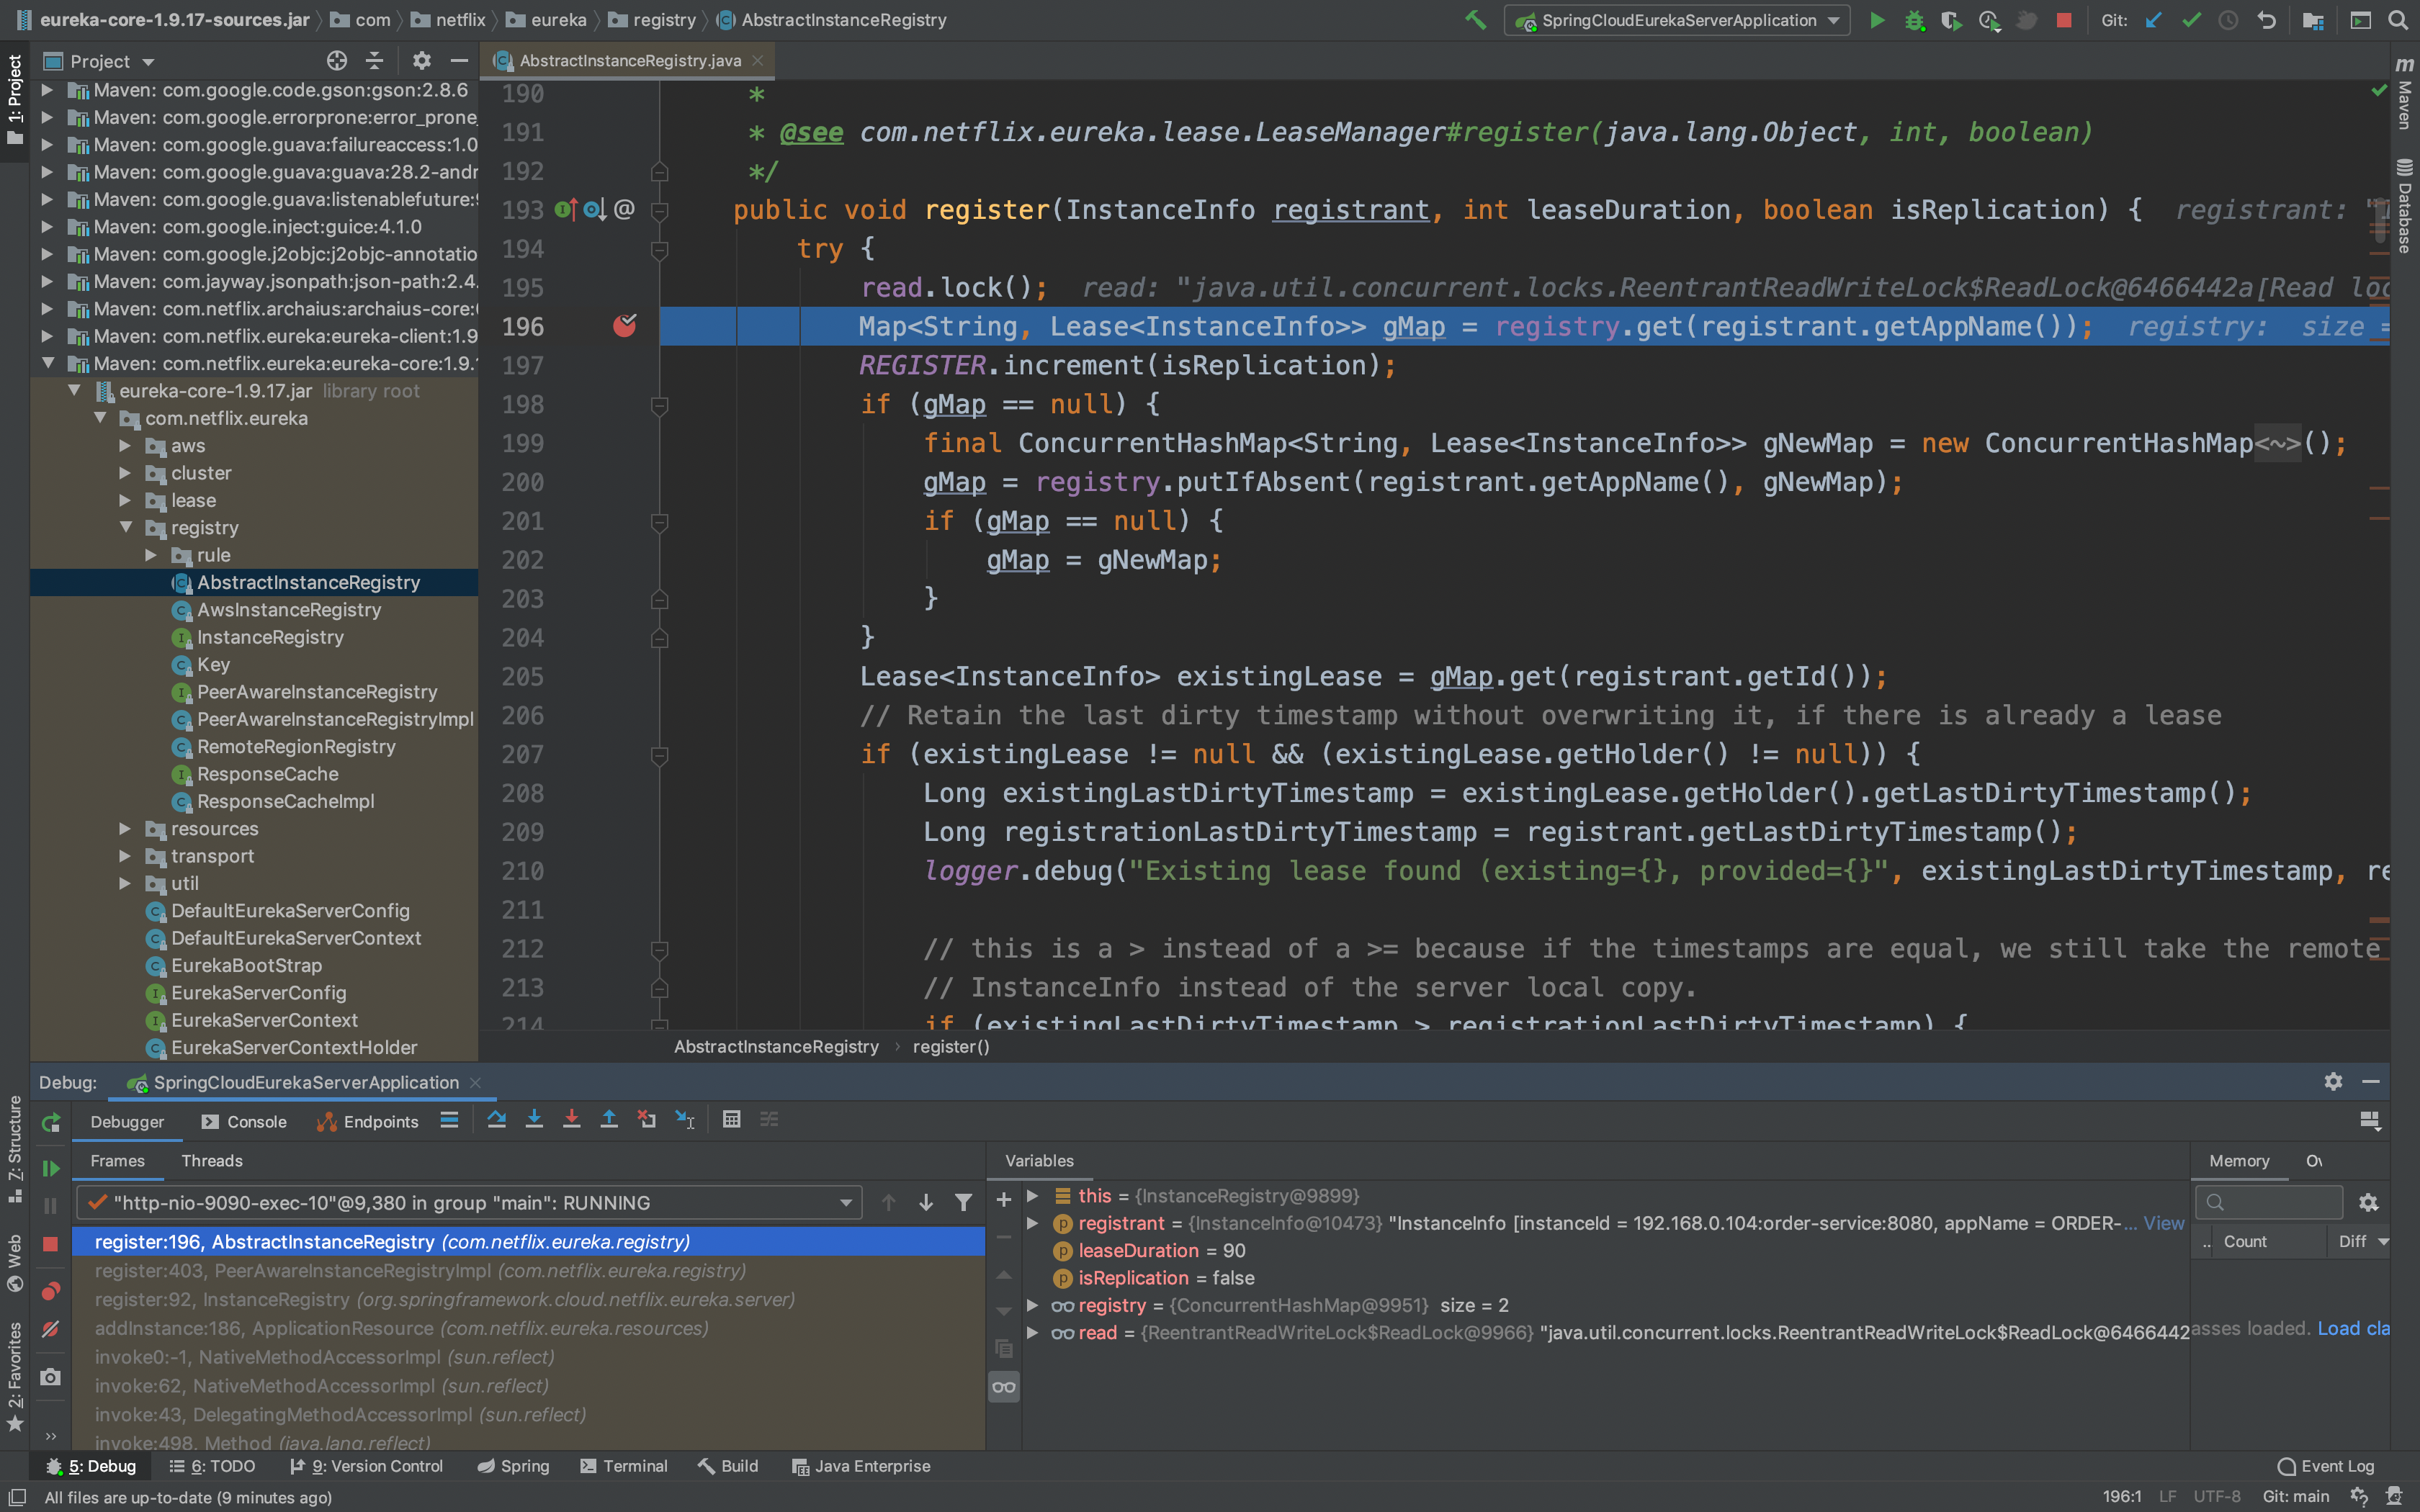 eureka-core-1.9.17-sources.jar com netflix eureka registry AbstractInstanceRegistry SpringCloudEurekaServerApplication Git:
Project AbstractInstanceRegistry.java
1: Project
Maven: com.google.code.gson:gson:2.8.6
Maven: com.google.errorprone:error_prone_
Maven: com.google.guava:failureaccess:1.0
Maven: com.google.guava:guava:28.2-andr
Maven: com.google.guava:listenablefuture:9
Maven: com.google.inject:guice:4.1.0
Maven: com.google.j2objc:j2objc-annotatio
Maven: com.jayway.jsonpath:json-path:2.4.
Maven: com.netflix.archaius:archaius-core:
Maven: com.netflix.eureka:eureka-client:1.9
Maven: com.netflix.eureka:eureka-core:1.9.1
eureka-core-1.9.17.jar library root
com.netflix.eureka
aws
cluster
lease
registry
rule
AbstractInstanceRegistry
AwsInstanceRegistry
InstanceRegistry
Key
PeerAwareInstanceRegistry
PeerAwareInstanceRegistryImpl
RemoteRegionRegistry
ResponseCache
ResponseCacheImpl
resources
transport
util
DefaultEurekaServerConfig
DefaultEurekaServerContext
EurekaBootStrap
EurekaServerConfig
EurekaServerContext
EurekaServerContextHolder
190 *
191 * @see com.netflix.eureka.lease.LeaseManager#register(java.lang.Object, int, boolean)
192 */
193 @ public void register(InstanceInfo registrant, int leaseDuration, boolean isReplication) { registrant: "I
194 try {
195 read.lock(); read: "java.util.concurrent.locks.ReentrantReadWriteLock$ReadLock@6466442a[Read loc
196 Map<String, Lease<InstanceInfo>> gMap = registry.get(registrant.getAppName()); registry: size =
197 REGISTER.increment(isReplication);
198 if (gMap == null) {
199 final ConcurrentHashMap<String, Lease<InstanceInfo>> gNewMap = new ConcurrentHashMap<~>();
200 gMap = registry.putIfAbsent(registrant.getAppName(), gNewMap);
201 if (gMap == null) {
202 gMap = gNewMap;
203 }
204 }
205 Lease<InstanceInfo> existingLease = gMap.get(registrant.getId());
206 // Retain the last dirty timestamp without overwriting it, if there is already a lease
207 if (existingLease != null && (existingLease.getHolder() != null)) {
208 Long existingLastDirtyTimestamp = existingLease.getHolder().getLastDirtyTimestamp();
209 Long registrationLastDirtyTimestamp = registrant.getLastDirtyTimestamp();
210 logger.debug("Existing lease found (existing={}, provided={}", existingLastDirtyTimestamp, re
211
212 // this is a > instead of a >= because if the timestamps are equal, we still take the remote
213 // InstanceInfo instead of the server local copy.
214 if (existingLastDirtyTimestamp > registrationLastDirtyTimestamp) {
AbstractInstanceRegistry register()
m Maven
Database
Debug: SpringCloudEurekaServerApplication
Debugger Console Endpoints
Frames Threads
"http-nio-9090-exec-10"@9,380 in group "main": RUNNING
register:196, AbstractInstanceRegistry (com.netflix.eureka.registry)
register:403, PeerAwareInstanceRegistryImpl (com.netflix.eureka.registry)
register:92, InstanceRegistry (org.springframework.cloud.netflix.eureka.server)
addInstance:186, ApplicationResource (com.netflix.eureka.resources)
invoke0:-1, NativeMethodAccessorImpl (sun.reflect)
invoke:62, NativeMethodAccessorImpl (sun.reflect)
invoke:43, DelegatingMethodAccessorImpl (sun.reflect)
invoke:498, Method (java.lang.reflect)
Variables
this = {InstanceRegistry@9899}
registrant = {InstanceInfo@10473} "InstanceInfo [instanceId = 192.168.0.104:order-service:8080, appName = ORDER-... View
leaseDuration = 90
isReplication = false
registry = {ConcurrentHashMap@9951} size = 2
read = {ReentrantReadWriteLock$ReadLock@9966} "java.util.concurrent.locks.ReentrantReadWriteLock$ReadLock@6466442
Memory Ov
.. Count Diff
asses loaded. Load cla
Z: Structure
Web
2: Favorites
5: Debug 6: TODO 9: Version Control Spring Terminal Build Java Enterprise Event Log
All files are up-to-date (9 minutes ago) 196:1 LF UTF-8 Git: main